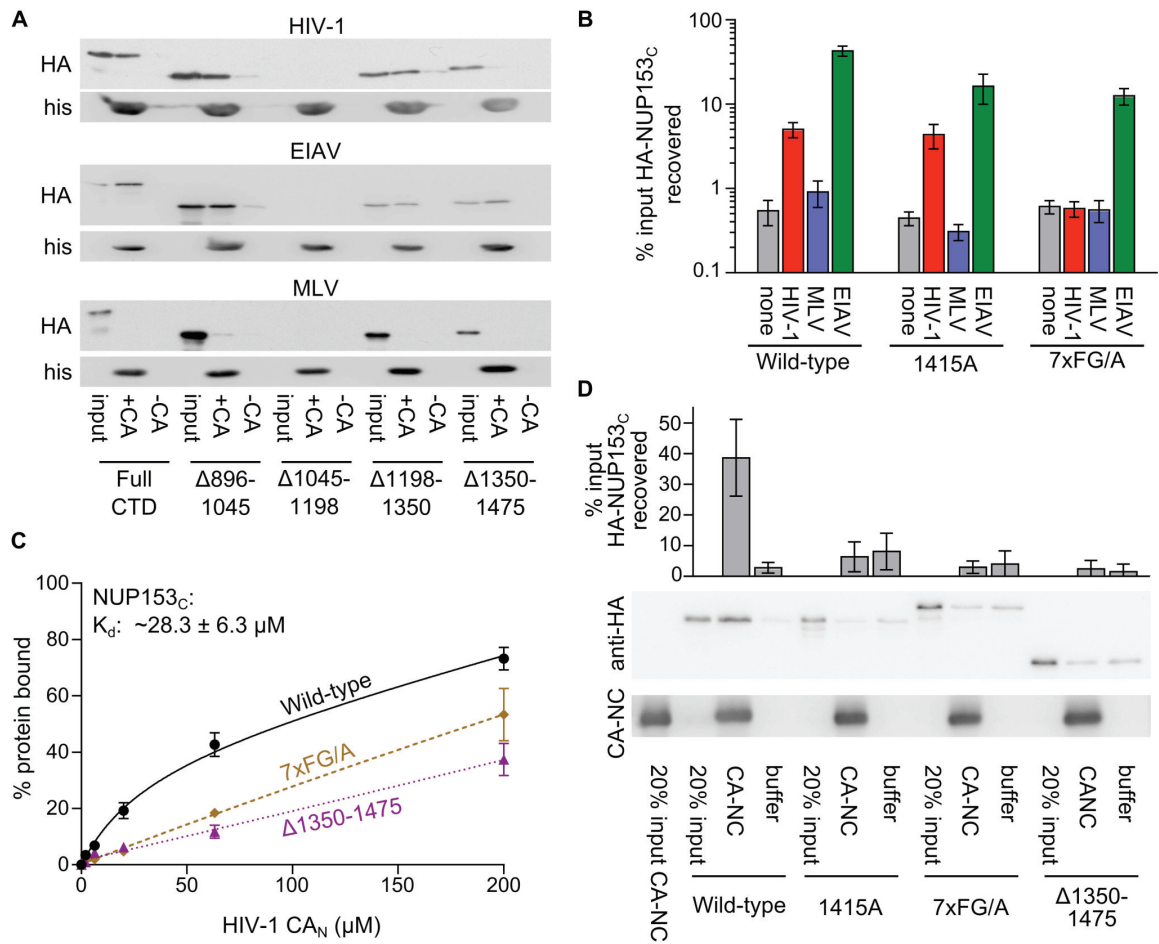 A
HIV-1
HA
his
EIAV
HA
his
MLV
HA
his
input
+CA
-CA
input
+CA
-CA
input
+CA
-CA
input
+CA
-CA
input
+CA
-CA
Full
CTD
Δ896-
1045
Δ1045-
1198
Δ1198-
1350
Δ1350-
1475
B
% input HA-NUP153C
recovered
100
10
1
0.1
none
HIV-1
MLV
EIAV
none
HIV-1
MLV
EIAV
none
HIV-1
MLV
EIAV
Wild-type
1415A
7xFG/A
C
% protein bound
100
80
60
40
20
0
NUP153C:
Kd: ~28.3 ± 6.3 µM
Wild-type
7xFG/A
Δ1350-1475
0
50
100
150
200
HIV-1 CAN (µM)
D
% input
HA-NUP153C
recovered
50
40
30
20
10
0
anti-HA
CA-NC
20% input CA-NC
20% input
CA-NC
buffer
20% input
CA-NC
buffer
20% input
CA-NC
buffer
20% input
CANC
buffer
Wild-type
1415A
7xFG/A
Δ1350-
1475